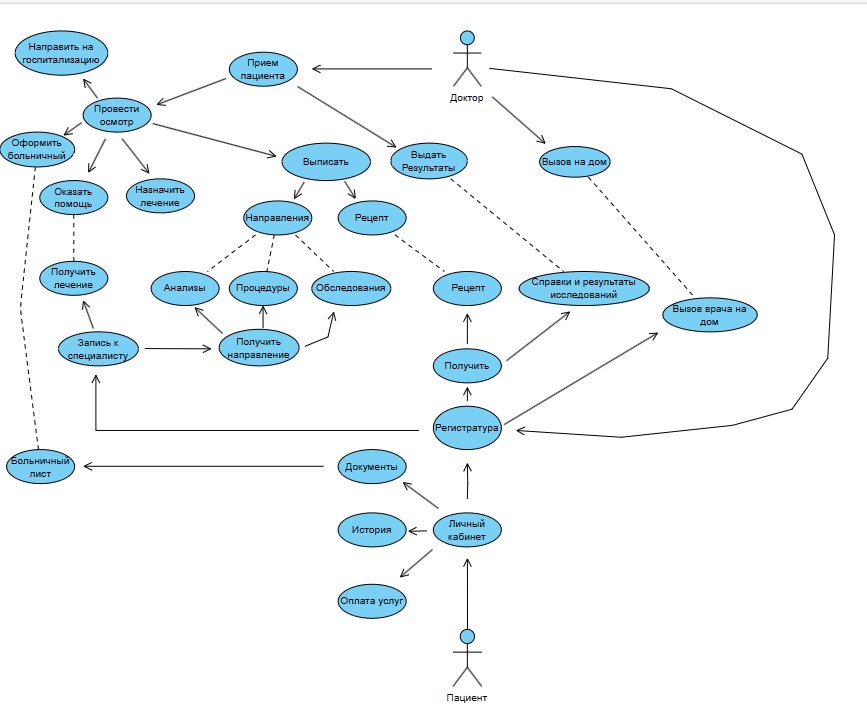 Направить на
госпитализацию
Прием
пациента
Доктор
Провести
осмотр
Оформить
больничный
Выписать
Выдать
Результаты
Вызов на дом
Оказать
помощь
Назначить
лечение
Направления
Рецепт
Получить
лечение
Анализы
Процедуры
Обследования
Рецепт
Справки и результаты
исследований
Вызов врача на
дом
Запись к
специалисту
Получить
направление
Получить
Регистратура
Больничный
лист
Документы
История
Личный
кабинет
Оплата услуг
Пациент